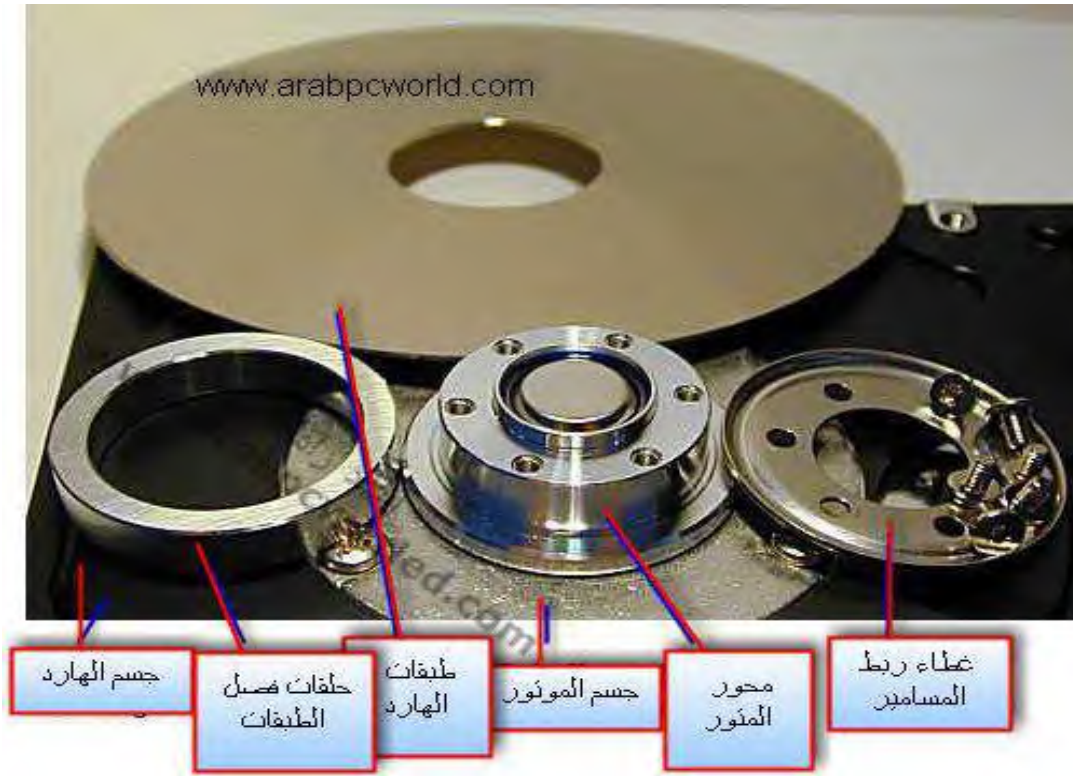 www.arabpcworld.com
غطاء ربط
المسامير
محور
المتور
جسم الموتور
طبقات
الهارد
حلقات فصل
الطبقات
جسم الهارد